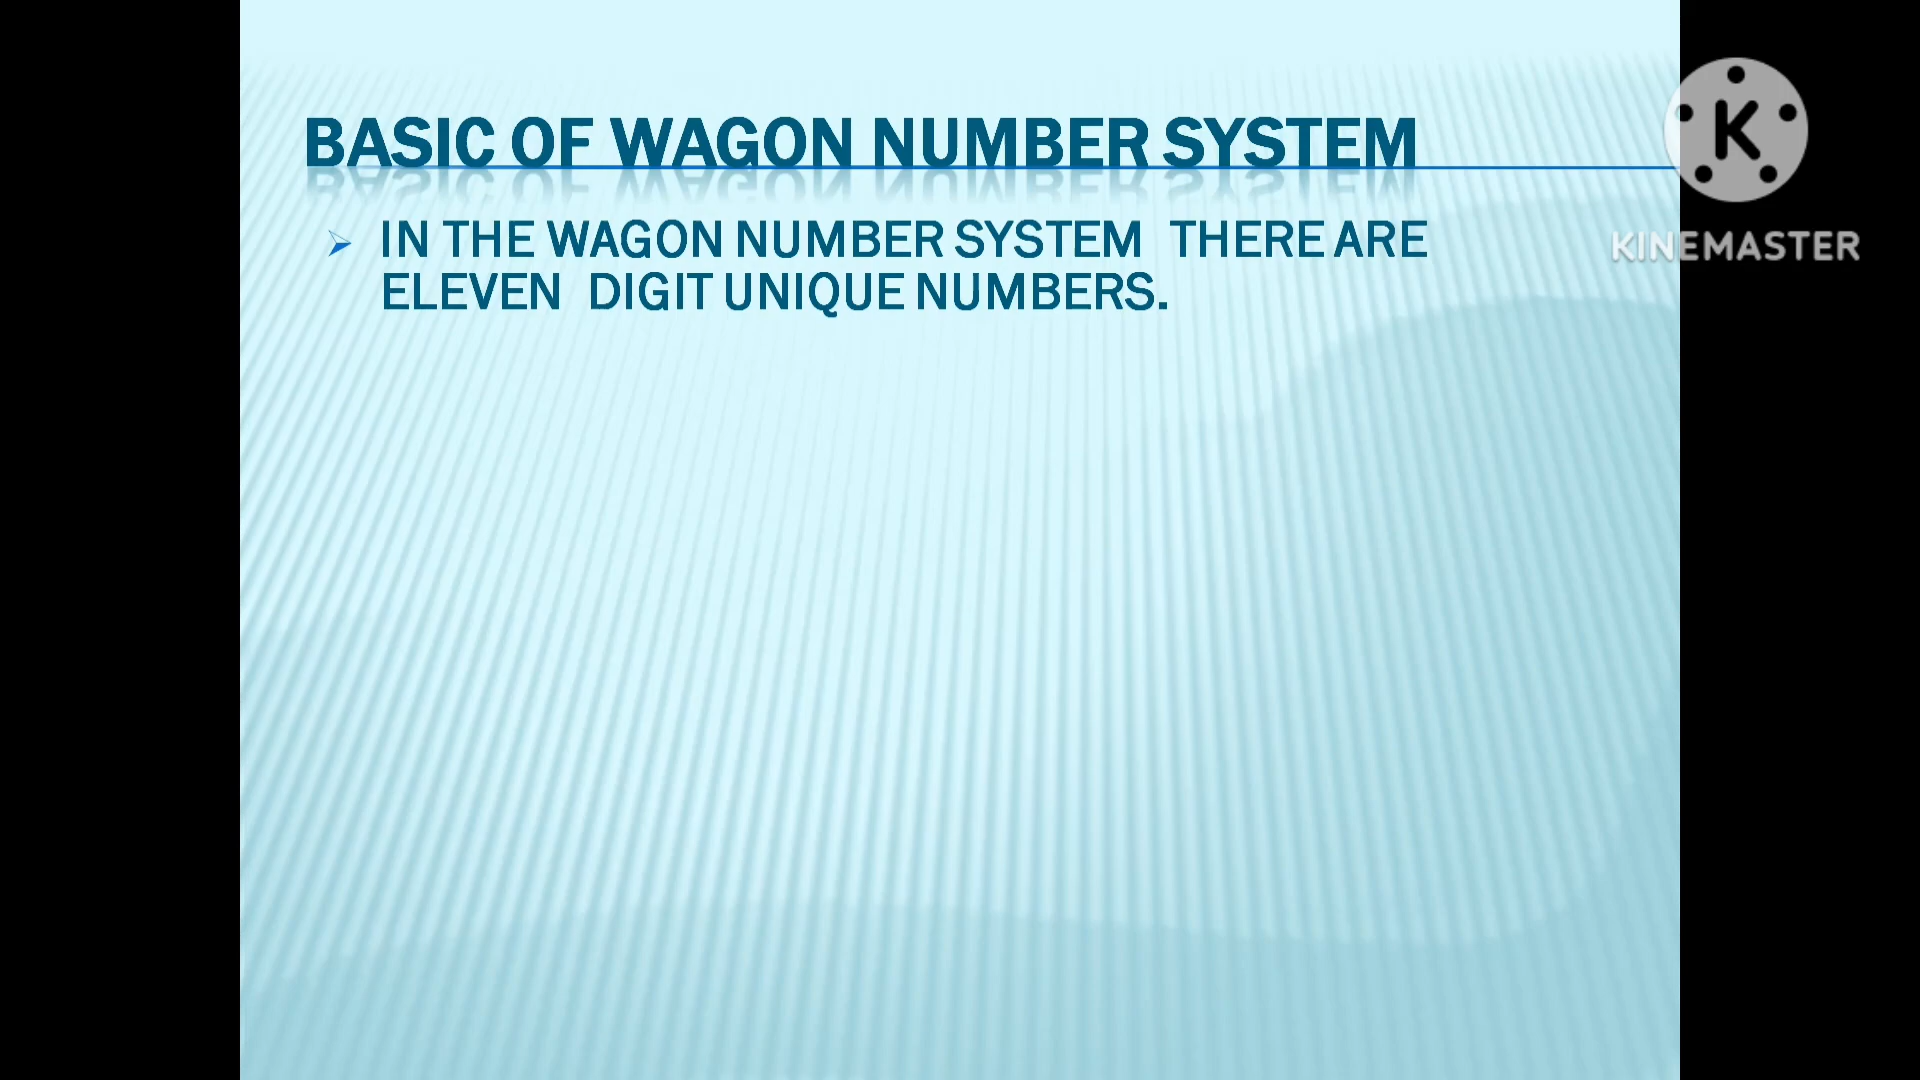 BASIC OF WAGON NUMBER SYSTEM
K
KINEMASTER
IN THE WAGON NUMBER SYSTEM THERE ARE
ELEVEN DIGIT UNIQUE NUMBERS.